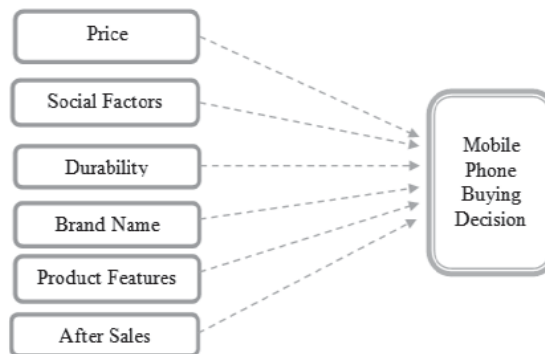 Price
Social Factors
Durability
Brand Name
Product Features
After Sales
Mobile
Phone
Buying
Decision